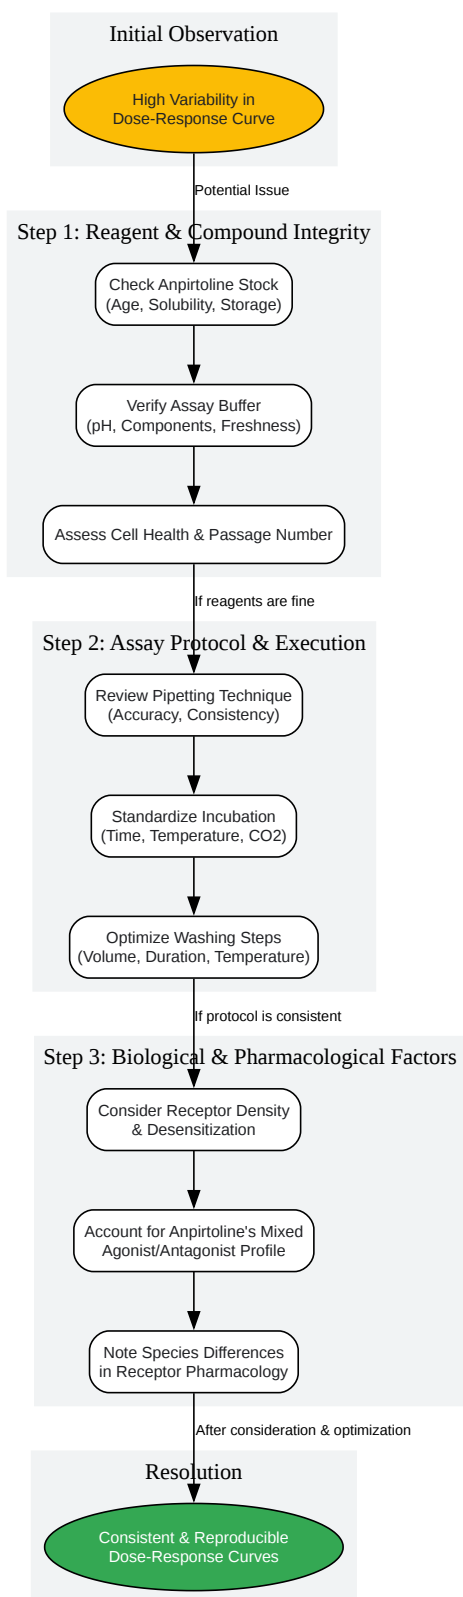 Initial Observation
High Variability in
Dose-Response Curve
Potential Issue
Step 1: Reagent & Compound Integrity
Check Anpirtoline Stock
(Age, Solubility, Storage)
Verify Assay Buffer
(pH, Components, Freshness)
Assess Cell Health & Passage Number
If reagents are fine
Step 2: Assay Protocol & Execution
Review Pipetting Technique
(Accuracy, Consistency)
Standardize Incubation
(Time, Temperature, CO2)
Optimize Washing Steps
(Volume, Duration, Temperature)
If protocol is consistent
Step 3: Biological & Pharmacological Factors
Consider Receptor Density
& Desensitization
Account for Anpirtoline's Mixed
Agonist/Antagonist Profile
Note Species Differences
in Receptor Pharmacology
After consideration & optimization
Resolution
Consistent & Reproducible
Dose-Response Curves